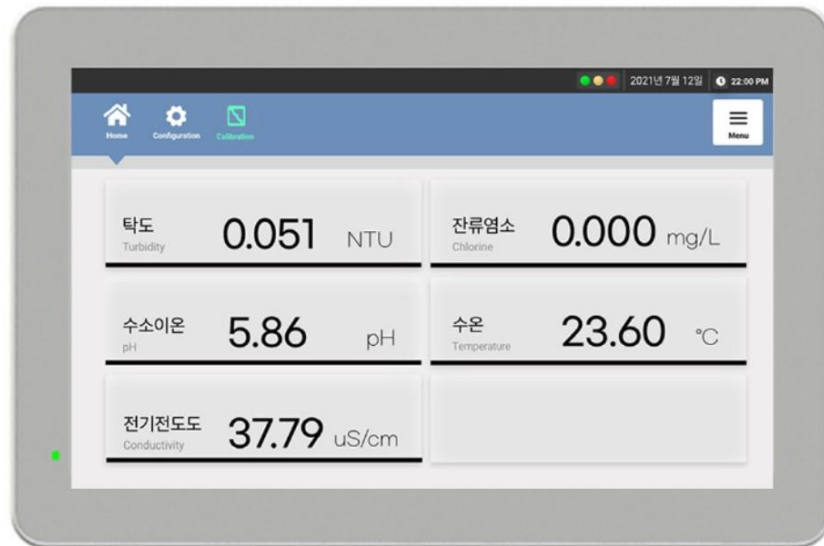 2021년 7월 12일 22:00 PM
Home Configuration Calibration Menu
탁도 0.051 NTU
Turbidity
잔류염소 0.000 mg/L
Chlorine
수소이온 5.86 pH
pH
수온 23.60 °C
Temperature
전기전도도 37.79 uS/cm
Conductivity